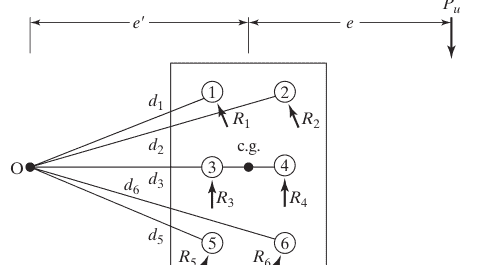 P_u
e' e
1 2
d_1 R_1 R_2
d_2 c.g.
O d_3 3 4
d_6 R_3 R_4
d_5 5 6
R_5 R_6